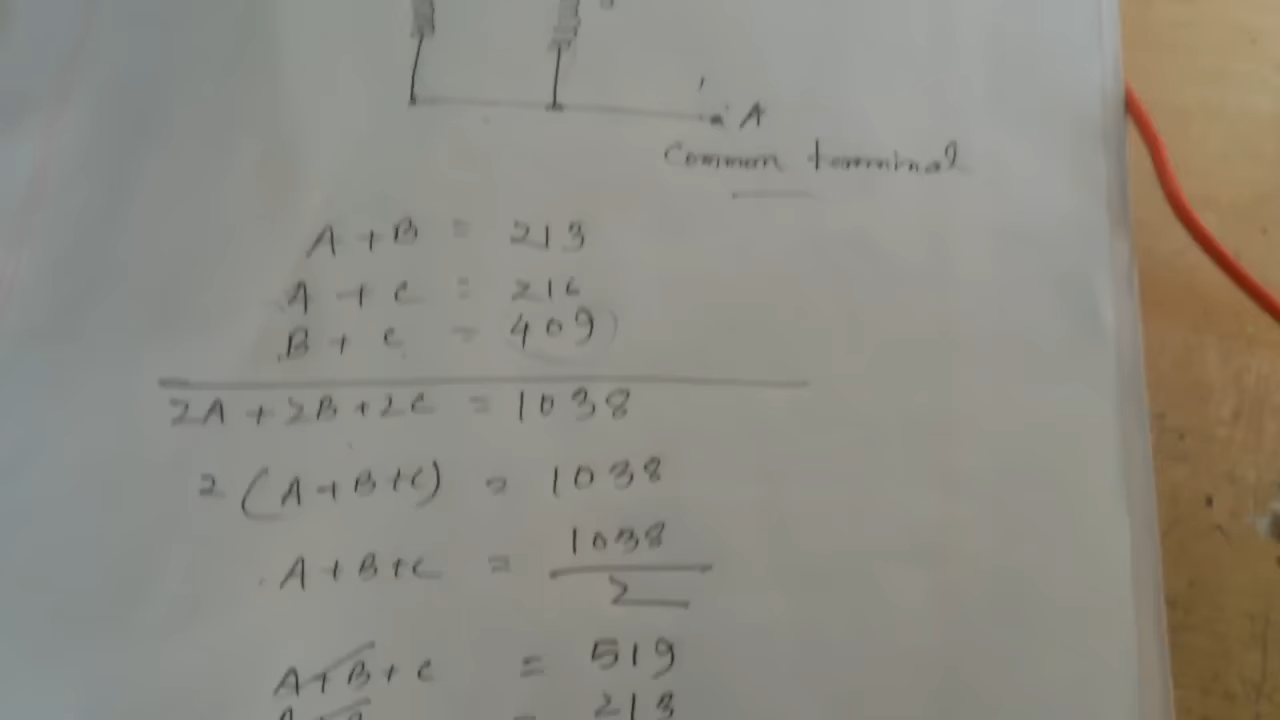 A
Common terminal
A + B = 213
A + C = 216
B + C = 409
2A + 2B + 2C = 1038
2 (A+B+C) = 1038
A + B + C = 1038
2
A+B+C = 519
213